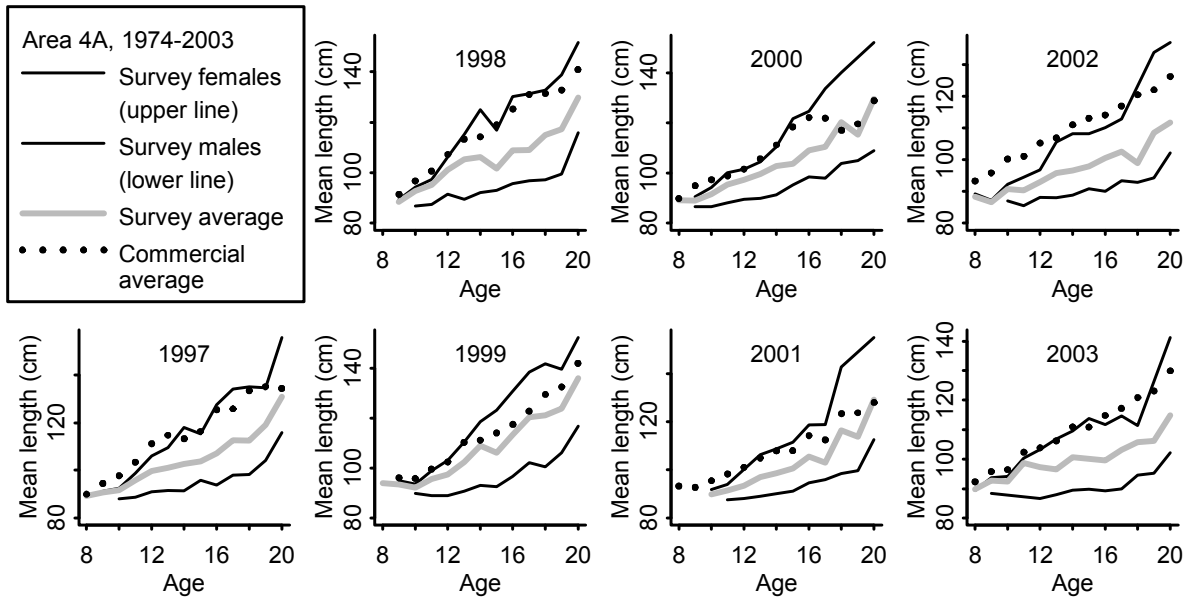 Area 4A, 1974-2003
Survey females
(upper line)
Survey males
(lower line)
Survey average
Commercial
average
1998
Mean length (cm)
80 100 140
8 12 16 20
Age
2000
Mean length (cm)
80 100 140
8 12 16 20
Age
2002
Mean length (cm)
80 100 120
8 12 16 20
Age
1997
Mean length (cm)
80 120
8 12 16 20
Age
1999
Mean length (cm)
80 100 140
8 12 16 20
Age
2001
Mean length (cm)
80 120
8 12 16 20
Age
2003
Mean length (cm)
80 100 120 140
8 12 16 20
Age